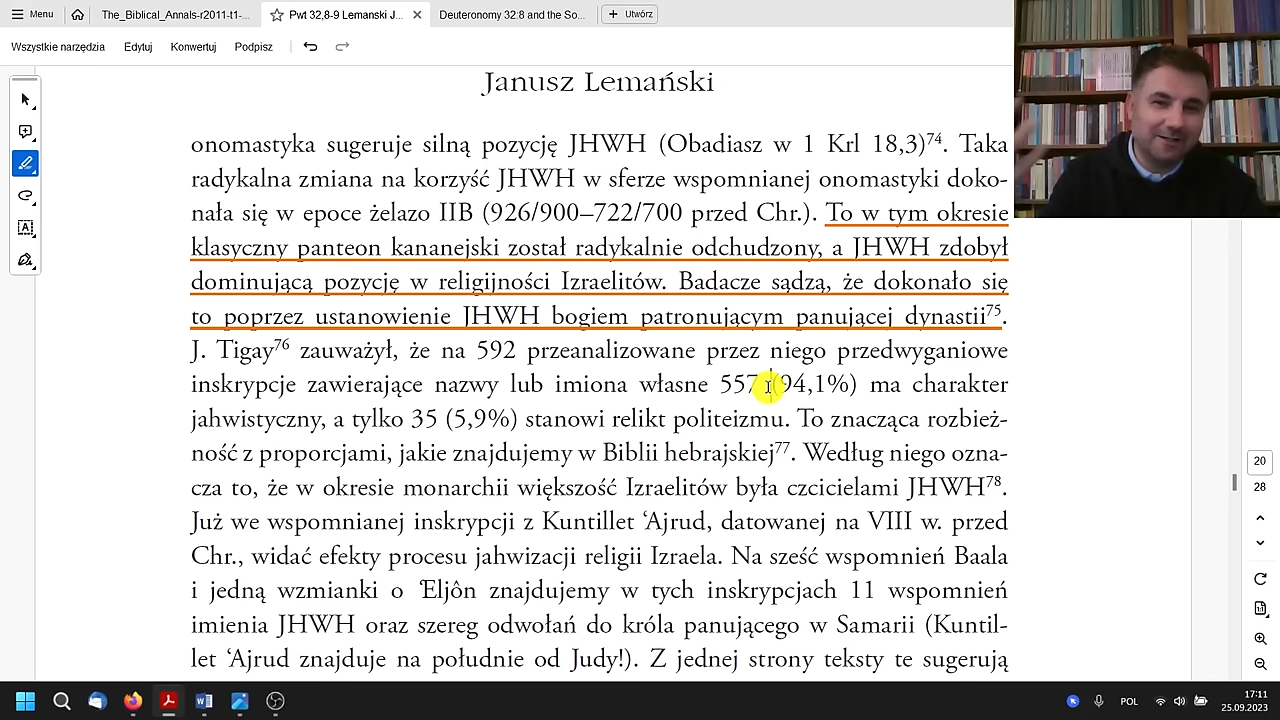 Menu
The_Biblical_Annals-r2011-t1-...
Pwt 32,8-9 Lemanski J...
Deuteronomy 32:8 and the So...
Utwórz
Wszystkie narzędzia Edytuj Konwertuj Podpisz
Janusz Lemański
onomastyka sugeruje silną pozycję JHWH (Obadiasz w 1 Krl 18,3)⁷⁴. Taka
radykalna zmiana na korzyść JHWH w sferze wspomnianej onomastyki doko-
nała się w epoce żelazo IIB (926/900–722/700 przed Chr.). To w tym okresie
klasyczny panteon kananejski został radykalnie odchudzony, a JHWH zdobył
dominującą pozycję w religijności Izraelitów. Badacze sądzą, że dokonało się
to poprzez ustanowienie JHWH bogiem patronującym panującej dynastii⁷⁵.
J. Tigay⁷⁶ zauważył, że na 592 przeanalizowane przez niego przedwyganiowe
inskrypcje zawierające nazwy lub imiona własne 557 (94,1%) ma charakter
jahwistyczny, a tylko 35 (5,9%) stanowi relikt politeizmu. To znacząca rozbież-
ność z proporcjami, jakie znajdujemy w Biblii hebrajskiej⁷⁷. Według niego ozna-
cza to, że w okresie monarchii większość Izraelitów była czcicielami JHWH⁷⁸.
Już we wspomnianej inskrypcji z Kuntillet ‘Ajrud, datowanej na VIII w. przed
Chr., widać efekty procesu jahwizacji religii Izraela. Na sześć wspomnień Baala
i jedną wzmianki o ‘Eljôn znajdujemy w tych inskrypcjach 11 wspomnień
imienia JHWH oraz szereg odwołań do króla panującego w Samarii (Kuntil-
let ‘Ajrud znajduje na południe od Judy!). Z jednej strony teksty te sugerują
20
28
POL
17:11
25.09.2023